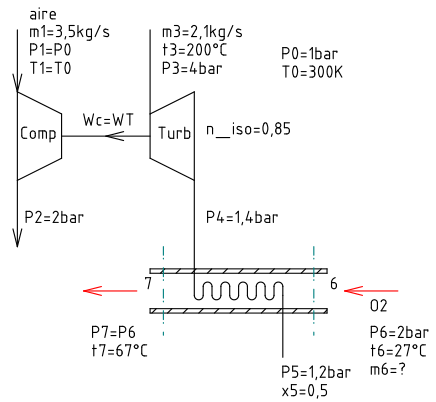 aire
m1=3,5kg/s
P1=P0
T1=T0
m3=2,1kg/s
t3=200°C
P3=4bar
P0=1bar
T0=300K
Wc=WT
Comp
Turb
n__iso=0,85
P2=2bar
P4=1,4bar
7
6
O2
P7=P6
t7=67°C
P6=2bar
t6=27°C
m6=?
P5=1,2bar
x5=0,5